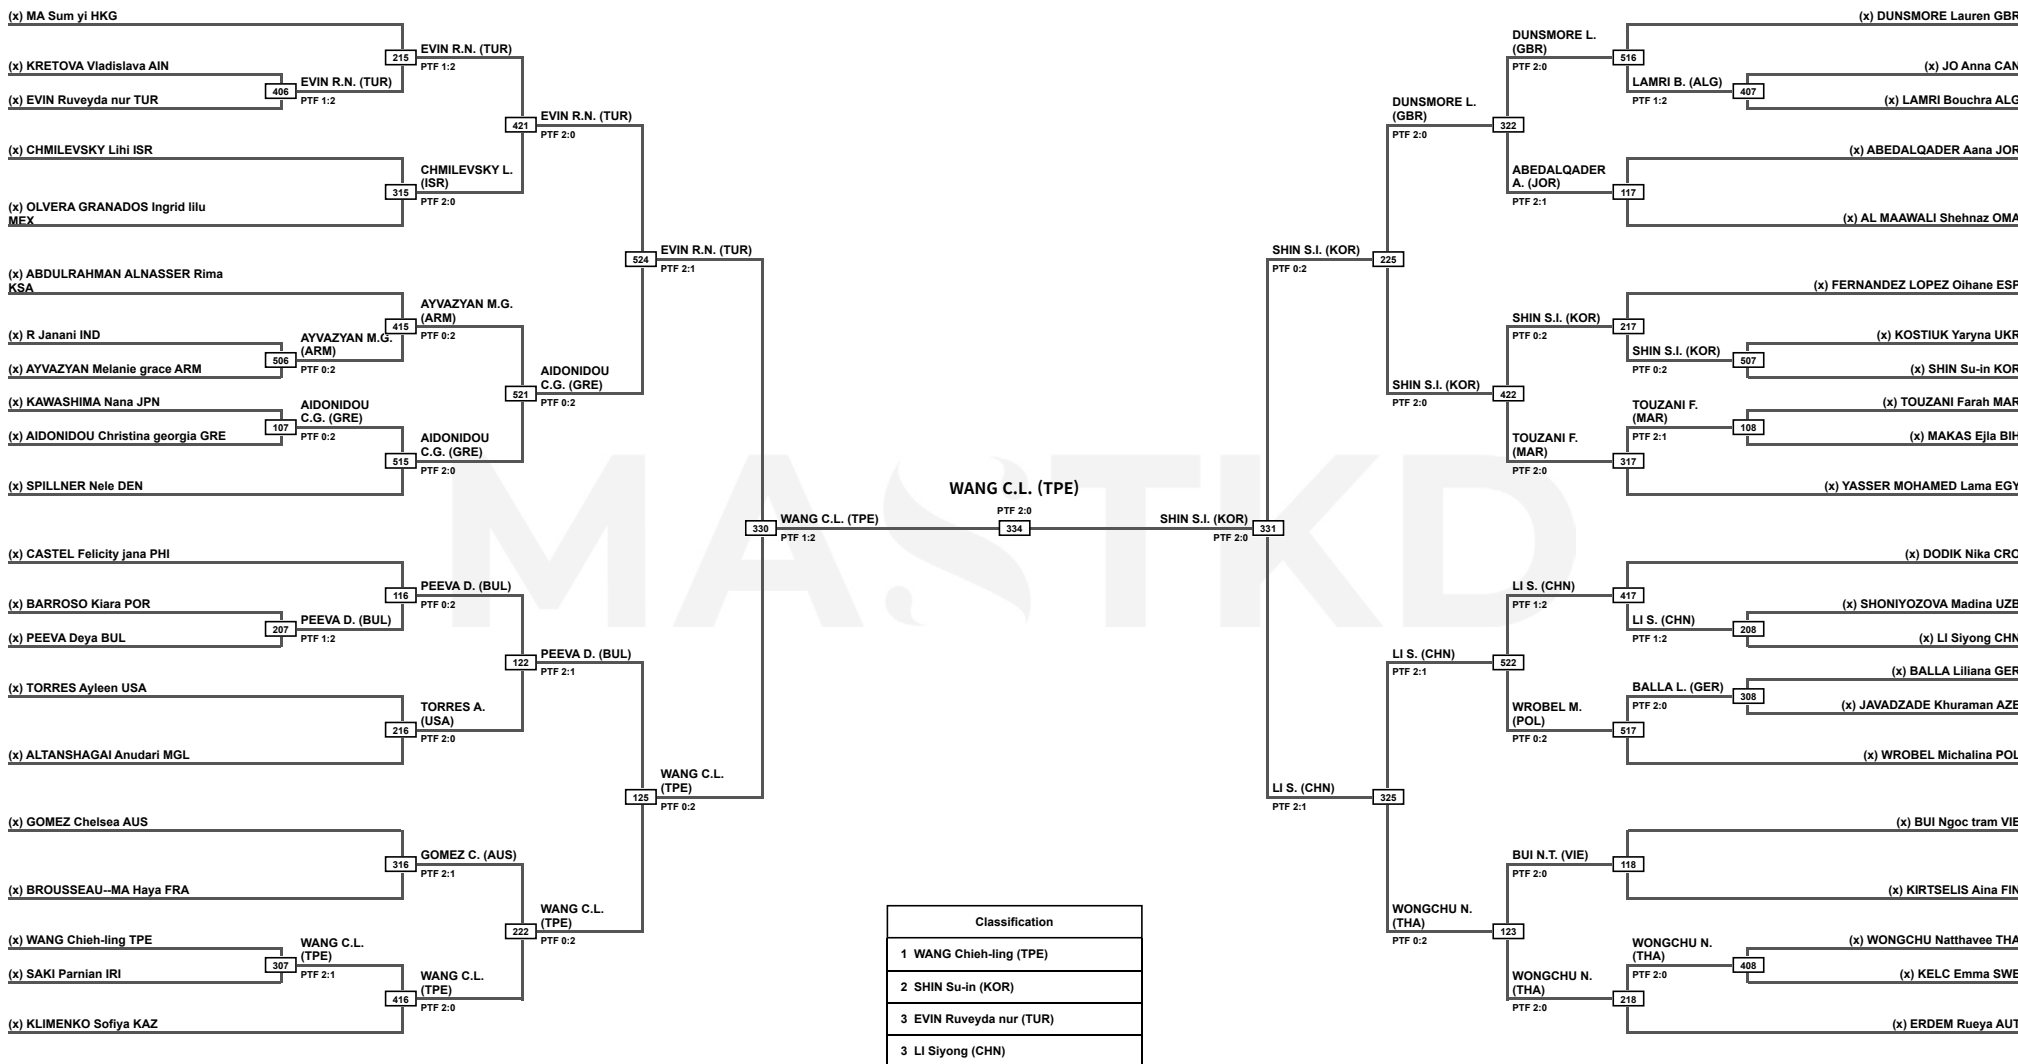 (x) MA Sum yi HKG
(x) KRETOVA Vladislava AIN
(x) EVIN Ruveyda nur TUR
(x) CHMILEVSKY Lihi ISR
(x) OLVERA GRANADOS Ingrid lilu
MEX
(x) ABDULRAHMAN ALNASSER Rima
KSA
(x) R Janani IND
(x) AYVAZYAN Melanie grace ARM
(x) KAWASHIMA Nana JPN
(x) AIDONIDOU Christina georgia GRE
(x) SPILLNER Nele DEN
(x) CASTEL Felicity jana PHI
(x) BARROSO Kiara POR
(x) PEEVA Deya BUL
(x) TORRES Ayleen USA
(x) ALTANSHAGAI Anudari MGL
(x) GOMEZ Chelsea AUS
(x) BROUSSEAU--MA Haya FRA
(x) WANG Chieh-ling TPE
(x) SAKI Parnian IRI
(x) KLIMENKO Sofiya KAZ
406
EVIN R.N. (TUR)
PTF 1:2
506
AYVAZYAN M.G.
(ARM)
PTF 0:2
107
AIDONIDOU
C.G. (GRE)
PTF 0:2
207
PEEVA D. (BUL)
PTF 1:2
307
WANG C.L.
(TPE)
PTF 2:1
215
EVIN R.N. (TUR)
PTF 1:2
315
CHMILEVSKY L.
(ISR)
PTF 2:0
415
AYVAZYAN M.G.
(ARM)
PTF 0:2
515
AIDONIDOU
C.G. (GRE)
PTF 2:0
116
PEEVA D. (BUL)
PTF 0:2
216
TORRES A.
(USA)
PTF 2:0
316
GOMEZ C. (AUS)
PTF 2:1
416
WANG C.L.
(TPE)
PTF 2:0
421
EVIN R.N. (TUR)
PTF 2:0
521
AIDONIDOU
C.G. (GRE)
PTF 0:2
122
PEEVA D. (BUL)
PTF 2:1
222
WANG C.L.
(TPE)
PTF 0:2
524
EVIN R.N. (TUR)
PTF 2:1
125
WANG C.L.
(TPE)
PTF 0:2
330
WANG C.L. (TPE)
PTF 1:2
MASTKD
WANG C.L. (TPE)
PTF 2:0
334
SHIN S.I. (KOR)
PTF 2:0
331
SHIN S.I. (KOR)
PTF 0:2
225
LI S. (CHN)
PTF 2:1
325
DUNSMORE L.
(GBR)
PTF 2:0
322
SHIN S.I. (KOR)
PTF 2:0
422
LI S. (CHN)
PTF 2:1
522
WONGCHU N.
(THA)
PTF 0:2
123
DUNSMORE L.
(GBR)
PTF 2:0
516
ABEDALQADER
A. (JOR)
PTF 2:1
117
SHIN S.I. (KOR)
PTF 0:2
217
TOUZANI F.
(MAR)
PTF 2:0
317
LI S. (CHN)
PTF 1:2
417
WROBEL M.
(POL)
PTF 0:2
517
BUI N.T. (VIE)
PTF 2:0
118
WONGCHU N.
(THA)
PTF 2:0
218
LAMRI B. (ALG)
PTF 1:2
407
SHIN S.I. (KOR)
PTF 0:2
507
TOUZANI F.
(MAR)
PTF 2:1
108
LI S. (CHN)
PTF 1:2
208
BALLA L. (GER)
PTF 2:0
308
WONGCHU N.
(THA)
PTF 2:0
408
(x) DUNSMORE Lauren GBR
(x) JO Anna CAN
(x) LAMRI Bouchra ALG
(x) ABEDALQADER Aana JOR
(x) AL MAAWALI Shehnaz OMA
(x) FERNANDEZ LOPEZ Oihane ESP
(x) KOSTIUK Yaryna UKR
(x) SHIN Su-in KOR
(x) TOUZANI Farah MAR
(x) MAKAS Ejla BIH
(x) YASSER MOHAMED Lama EGY
(x) DODIK Nika CRO
(x) SHONIYOZOVA Madina UZB
(x) LI Siyong CHN
(x) BALLA Liliana GER
(x) JAVADZADE Khuraman AZE
(x) WROBEL Michalina POL
(x) BUI Ngoc tram VIE
(x) KIRTSELIS Aina FIN
(x) WONGCHU Natthavee THA
(x) KELC Emma SWE
(x) ERDEM Rueya AUT
Classification
1 WANG Chieh-ling (TPE)
2 SHIN Su-in (KOR)
3 EVIN Ruveyda nur (TUR)
3 LI Siyong (CHN)